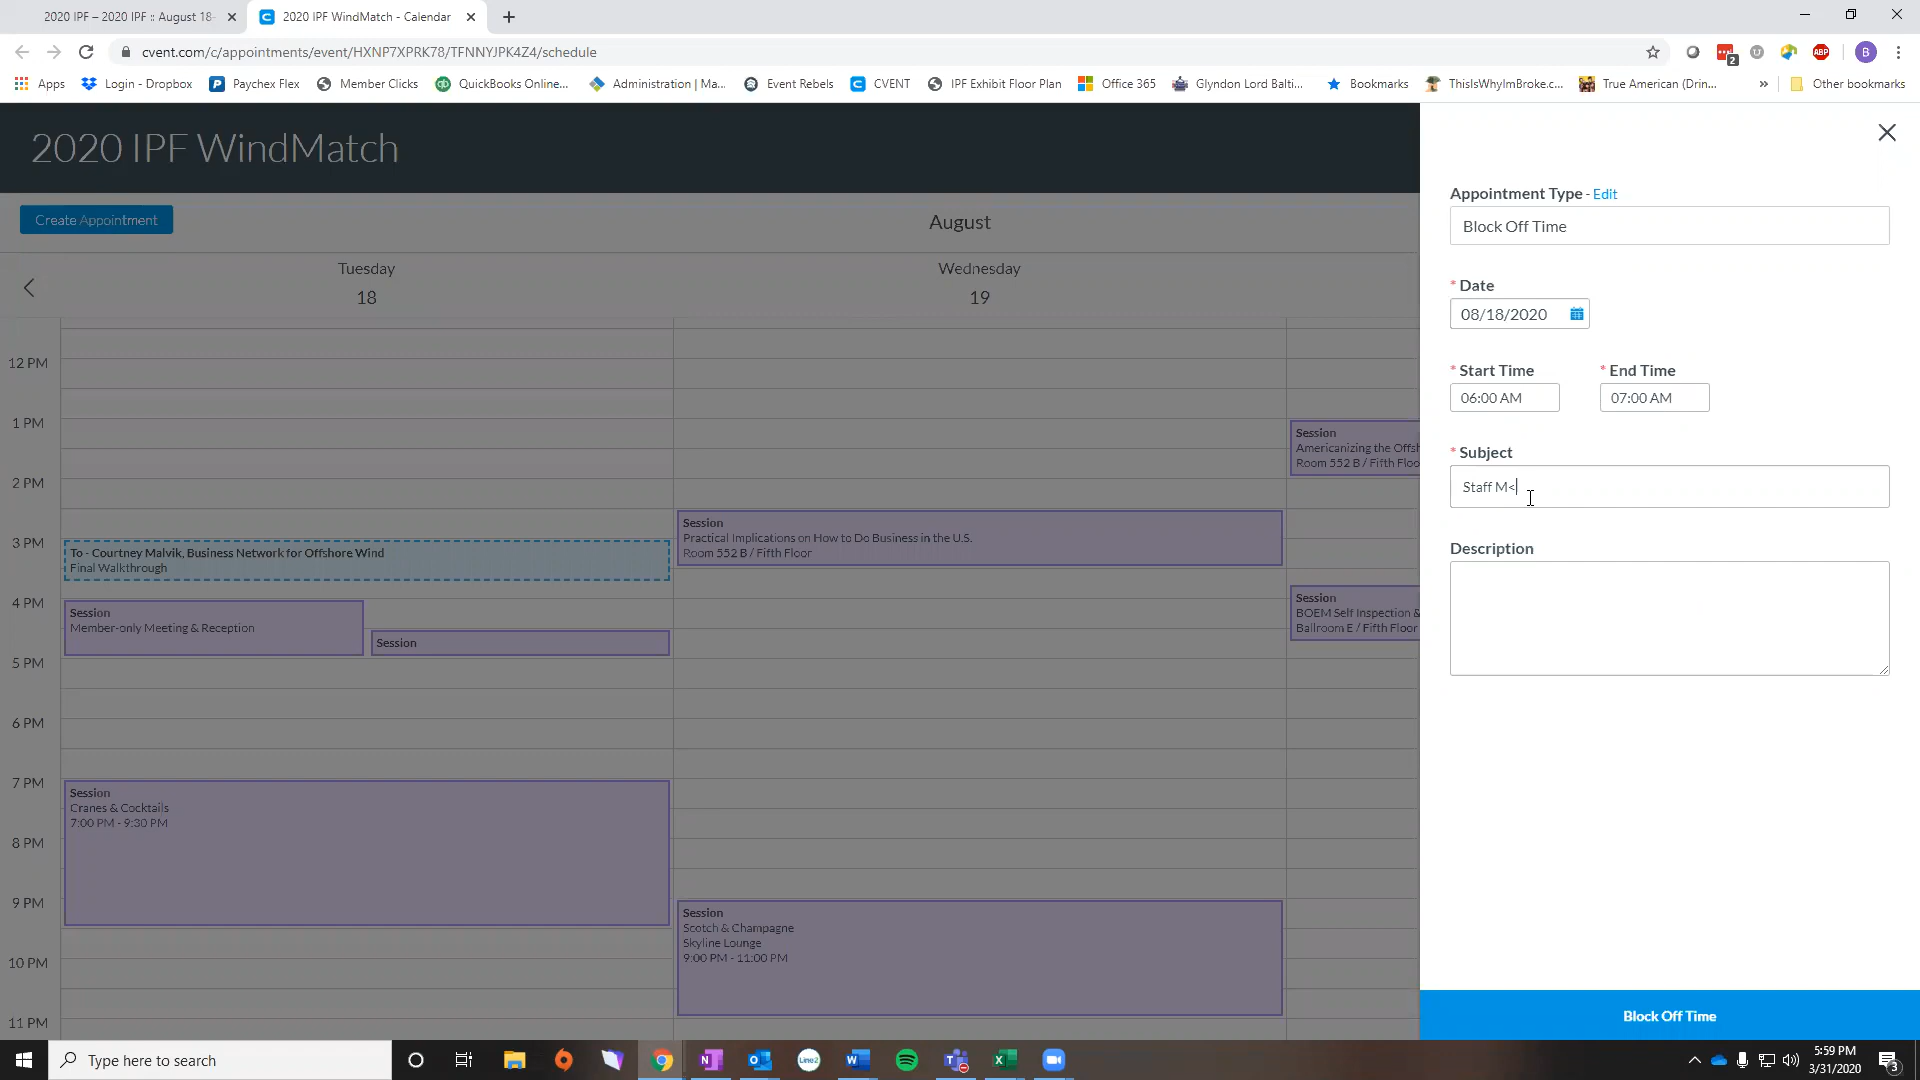 2020 IPF – 2020 IPF :: August 18-
2020 IPF WindMatch - Calendar
cvent.com/c/appointments/event/HXNP7XPRK78/TFNNYJPK4Z4/schedule
2
ABP
B
Apps
Login - Dropbox
Paychex Flex
Member Clicks
QuickBooks Online...
Administration | Ma...
Event Rebels
CVENT
IPF Exhibit Floor Plan
Office 365
Glyndon Lord Balti...
Bookmarks
ThisIsWhyImBroke.c...
True American (Drin...
»
Other bookmarks
2020 IPF WindMatch
Create Appointment
August
Tuesday
18
Wednesday
19
12 PM
1 PM
2 PM
3 PM
4 PM
5 PM
6 PM
7 PM
8 PM
9 PM
10 PM
11 PM
To - Courtney Malvik, Business Network for Offshore Wind
Final Walkthrough
Session
Member-only Meeting & Reception
Session
Session
Cranes & Cocktails
7:00 PM - 9:30 PM
Session
Practical Implications on How to Do Business in the U.S.
Room 552 B / Fifth Floor
Session
Scotch & Champagne
Skyline Lounge
9:00 PM - 11:00 PM
Session
Americanizing the Offsh
Room 552 B / Fifth Floo
Session
BOEM Self Inspection &
Ballroom E / Fifth Floor
Appointment Type - Edit
Block Off Time
* Date
08/18/2020
* Start Time
* End Time
06:00 AM
07:00 AM
* Subject
Staff M<
Description
Block Off Time
Type here to search
Line2
5:59 PM
3/31/2020
3